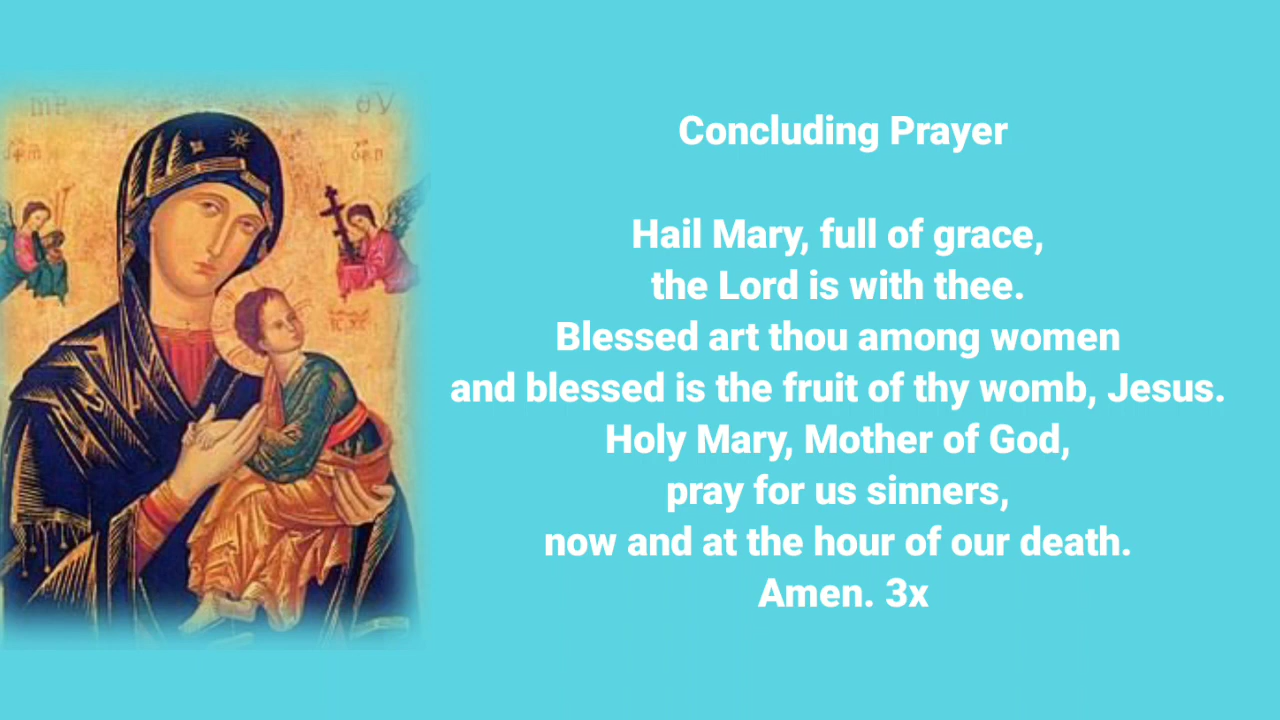 Concluding Prayer
Hail Mary, full of grace,
the Lord is with thee.
Blessed art thou among women
and blessed is the fruit of thy womb, Jesus.
Holy Mary, Mother of God,
pray for us sinners,
now and at the hour of our death.
Amen. 3x